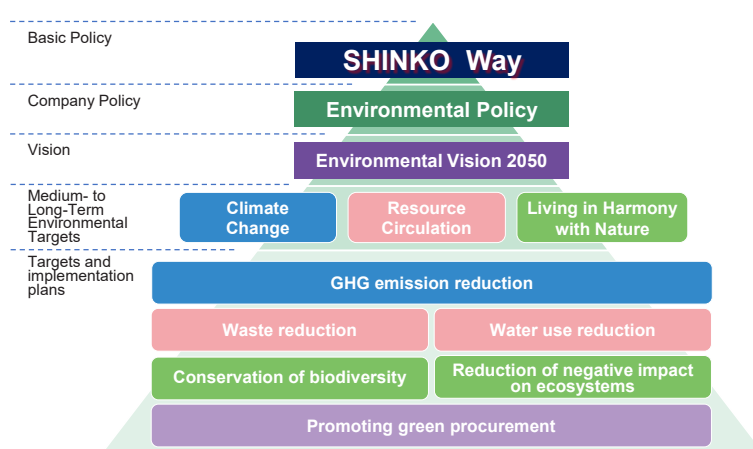 Basic Policy
SHINKO Way
Company Policy
Environmental Policy
Vision
Environmental Vision 2050
Medium- to
Long-Term
Environmental
Targets
Climate
Change
Resource
Circulation
Living in Harmony
with Nature
Targets and
implementation
plans
GHG emission reduction
Waste reduction
Water use reduction
Conservation of biodiversity
Reduction of negative impact
on ecosystems
Promoting green procurement